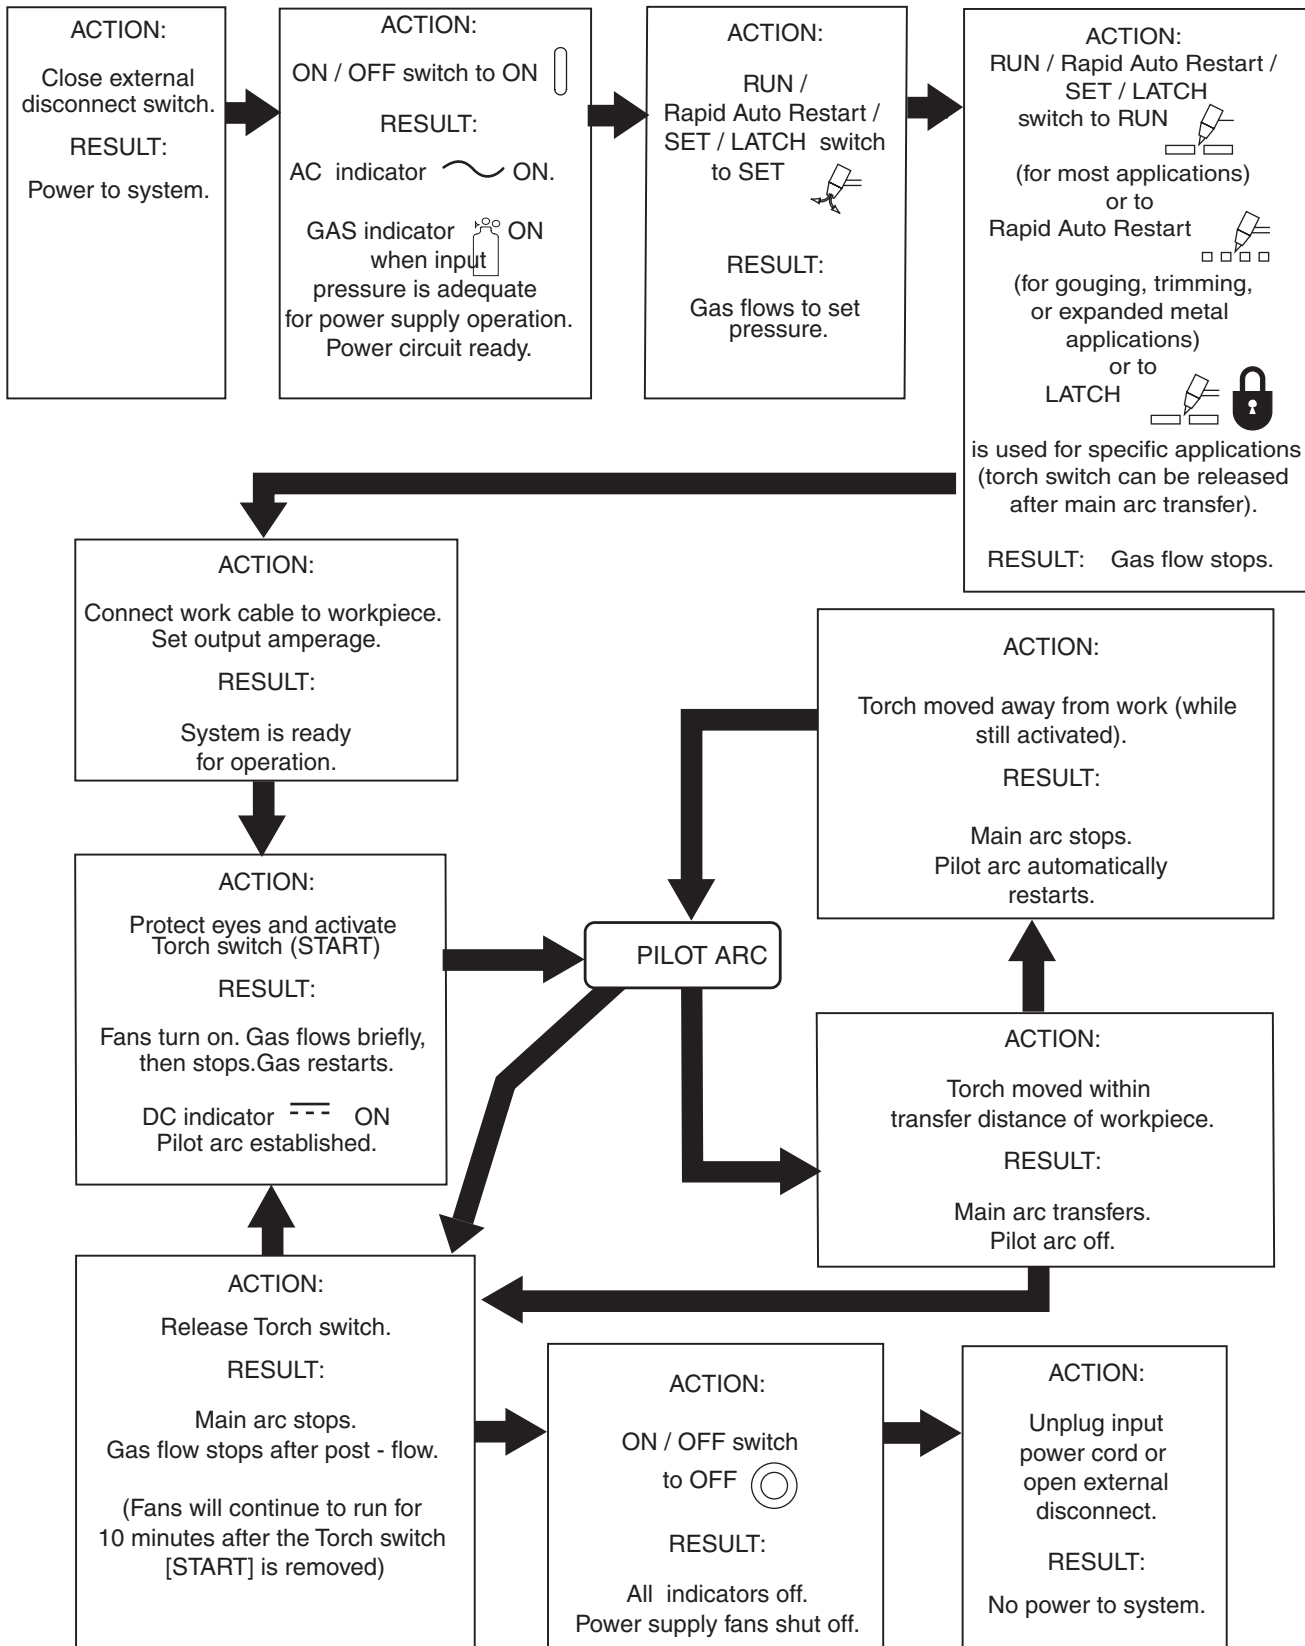 ACTION:
Close external
disconnect switch.
RESULT:
Power to system.
ACTION:
ON / OFF switch to ON
RESULT:
AC indicator ON.
GAS indicator ON
when input
pressure is adequate
for power supply operation.
Power circuit ready.
ACTION:
RUN /
Rapid Auto Restart /
SET / LATCH switch
to SET
RESULT:
Gas flows to set
pressure.
ACTION:
RUN / Rapid Auto Restart /
SET / LATCH
switch to RUN
(for most applications)
or to
Rapid Auto Restart
(for gouging, trimming,
or expanded metal
applications)
or to
LATCH
is used for specific applications
(torch switch can be released
after main arc transfer).
RESULT: Gas flow stops.
ACTION:
Connect work cable to workpiece.
Set output amperage.
RESULT:
System is ready
for operation.
ACTION:
Protect eyes and activate
Torch switch (START)
RESULT:
Fans turn on. Gas flows briefly,
then stops.Gas restarts.
DC indicator ON
Pilot arc established.
PILOT ARC
ACTION:
Torch moved away from work (while
still activated).
RESULT:
Main arc stops.
Pilot arc automatically
restarts.
ACTION:
Torch moved within
transfer distance of workpiece.
RESULT:
Main arc transfers.
Pilot arc off.
ACTION:
Release Torch switch.
RESULT:
Main arc stops.
Gas flow stops after post - flow.
(Fans will continue to run for
10 minutes after the Torch switch
[START] is removed)
ACTION:
ON / OFF switch
to OFF
RESULT:
All indicators off.
Power supply fans shut off.
ACTION:
Unplug input
power cord or
open external
disconnect.
RESULT:
No power to system.